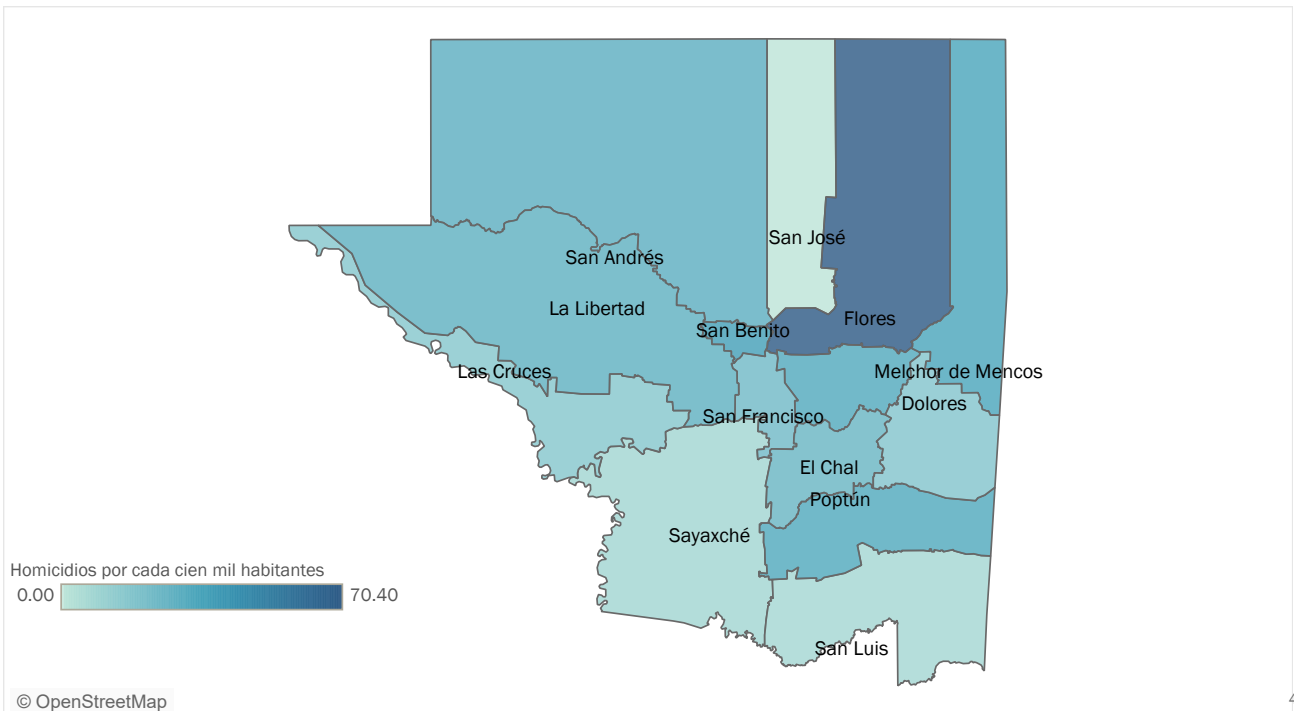 San José
San Andrés
La Libertad
Flores
San Benito
Las Cruces
Melchor de Mencos
Dolores
San Francisco
El Chal
Poptún
Sayaxché
Homicidios por cada cien mil habitantes
0.00
70.40
San Luis
© OpenStreetMap